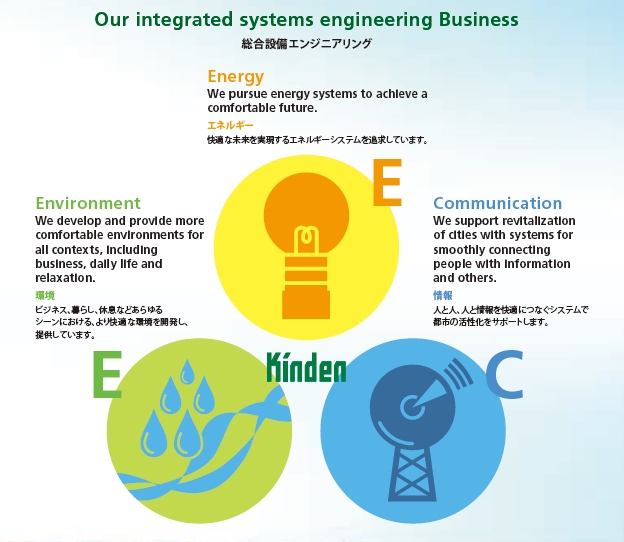 Our integrated systems engineering Business
総合設備エンジニアリング
Energy
We pursue energy systems to achieve a
comfortable future.
エネルギー
快適な未来を実現するエネルギーシステムを追求しています。
E
Environment
We develop and provide more
comfortable environments for
all contexts, including
business, daily life and
relaxation.
環境
ビジネス、暮らし、休息などあらゆる
シーンにおける、より快適な環境を開発し、
提供しています。
E
Communication
We support revitalization
of cities with systems for
smoothly connecting
people with information
and others.
情報
人と人、人と情報を快適につなぐシステムで
都市の活性化をサポートします。
C
Kinden